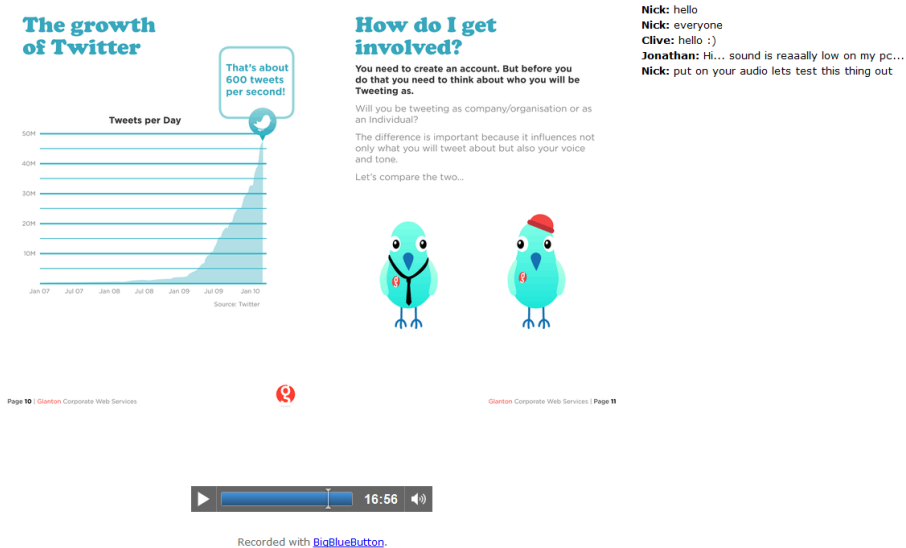 The growth
of Twitter
That's about
600 tweets
per second!
Tweets per Day
50M
40M
30M
20M
10M
Jan 07 Jul 07 Jan 08 Jul 08 Jan 09 Jul 09 Jan 10
Source: Twitter
Page 10 | Glanton Corporate Web Services
How do I get
involved?
You need to create an account. But before you
do that you need to think about who you will be
Tweeting as.
Will you be tweeting as company/organisation or as
an Individual?
The difference is important because it influences not
only what you will tweet about but also your voice
and tone.
Let's compare the two...
g
g
g
Glanton Corporate Web Services | Page 11
Nick: hello
Nick: everyone
Clive: hello :)
Jonathan: Hi... sound is reaaally low on my pc...
Nick: put on your audio lets test this thing out
16:56
Recorded with BigBlueButton.